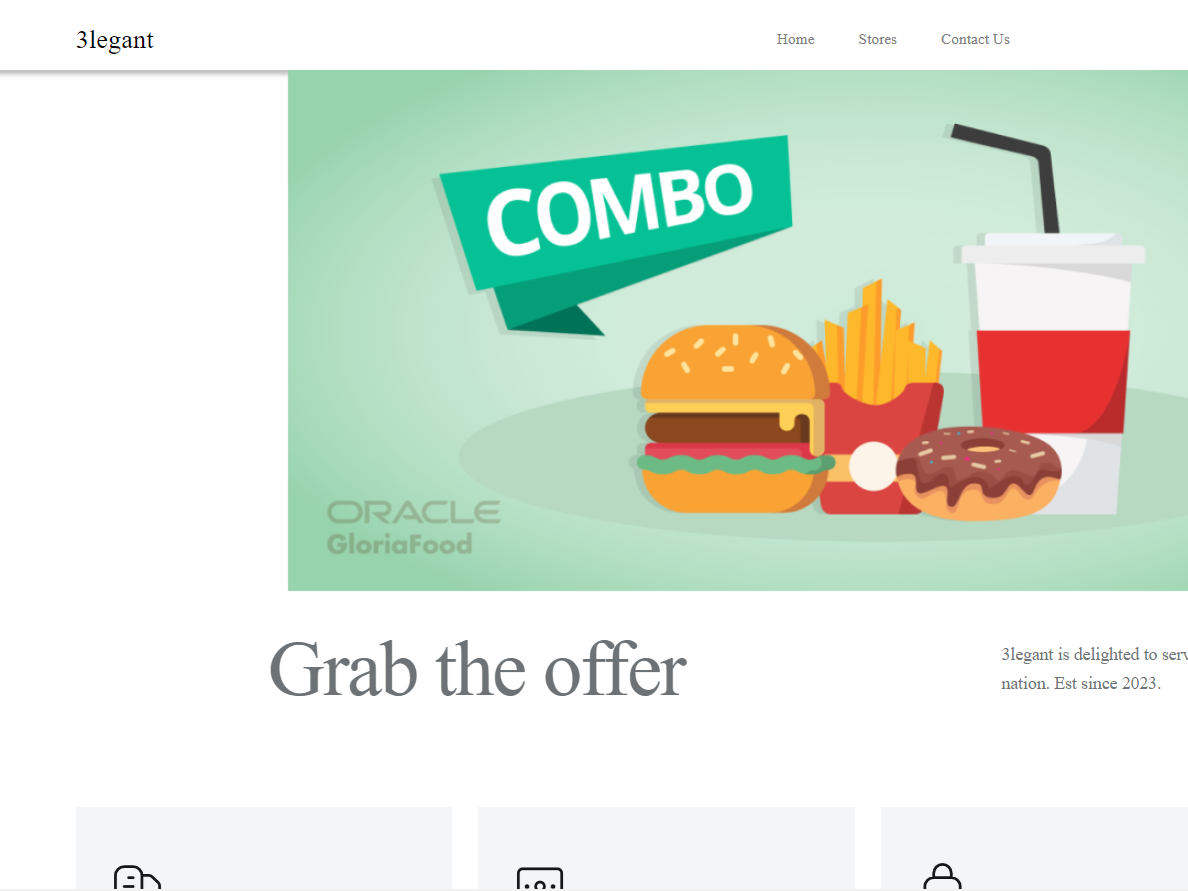 3legant
Home Stores Contact Us
COMBO
ORACLE
GloriaFood
Grab the offer
3legant is delighted to serv
nation. Est since 2023.